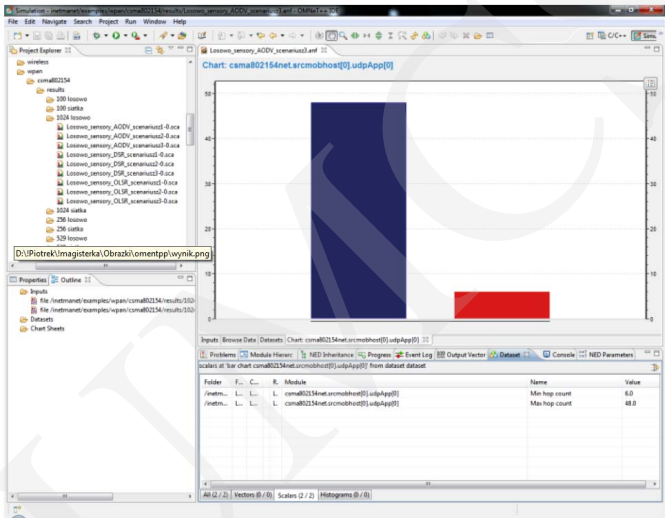 Simulation - inetmanet/examples/wpan/csma802154/results/Losowo_sensory_AODV_scenariusz3.anf - OMNeT++ IDE
File Edit Navigate Search Project Run Window Help
C/C++
Simu
Project Explorer
wireless
wpan
csma802154
results
100 losowo
100 siatka
1024 losowo
Losowo_sensory_AODV_scenariusz1-0.sca
Losowo_sensory_AODV_scenariusz2-0.sca
Losowo_sensory_AODV_scenariusz3-0.sca
Losowo_sensory_DSR_scenariusz1-0.sca
Losowo_sensory_DSR_scenariusz2-0.sca
Losowo_sensory_DSR_scenariusz3-0.sca
Losowo_sensory_OLSR_scenariusz1-0.sca
Losowo_sensory_OLSR_scenariusz2-0.sca
Losowo_sensory_OLSR_scenariusz3-0.sca
1024 siatka
256 losowo
256 siatka
529 losowo
D:\!Piotrek\!magisterka\Obrazki\omentpp\wynik.png
Properties Outline
Inputs
file /inetmanet/examples/wpan/csma802154/results/102
file /inetmanet/examples/wpan/csma802154/results/102
Datasets
Chart Sheets
Losowo_sensory_AODV_scenariusz3.anf
Chart: csma802154net.srcmobhost[0].udpApp[0]
50 50
40 40
30 30
20 20
10 10
0 0
Inputs Browse Data Datasets Chart: csma802154net.srcmobhost[0].udpApp[0]
Problems Module Hierarc NED Inheritance Progress Event Log Output Vector Dataset Console NED Parameters
scalars at 'bar chart csma802154net.srcmobhost[0].udpApp[0]' from dataset dataset
Folder F... C... R. Module Name Value
/inetm... L... L... L. csma802154net.srcmobhost[0].udpApp[0] Min hop count 6.0
/inetm... L... L... L. csma802154net.srcmobhost[0].udpApp[0] Max hop count 48.0
All (2 / 2) Vectors (0 / 0) Scalars (2 / 2) Histograms (0 / 0)